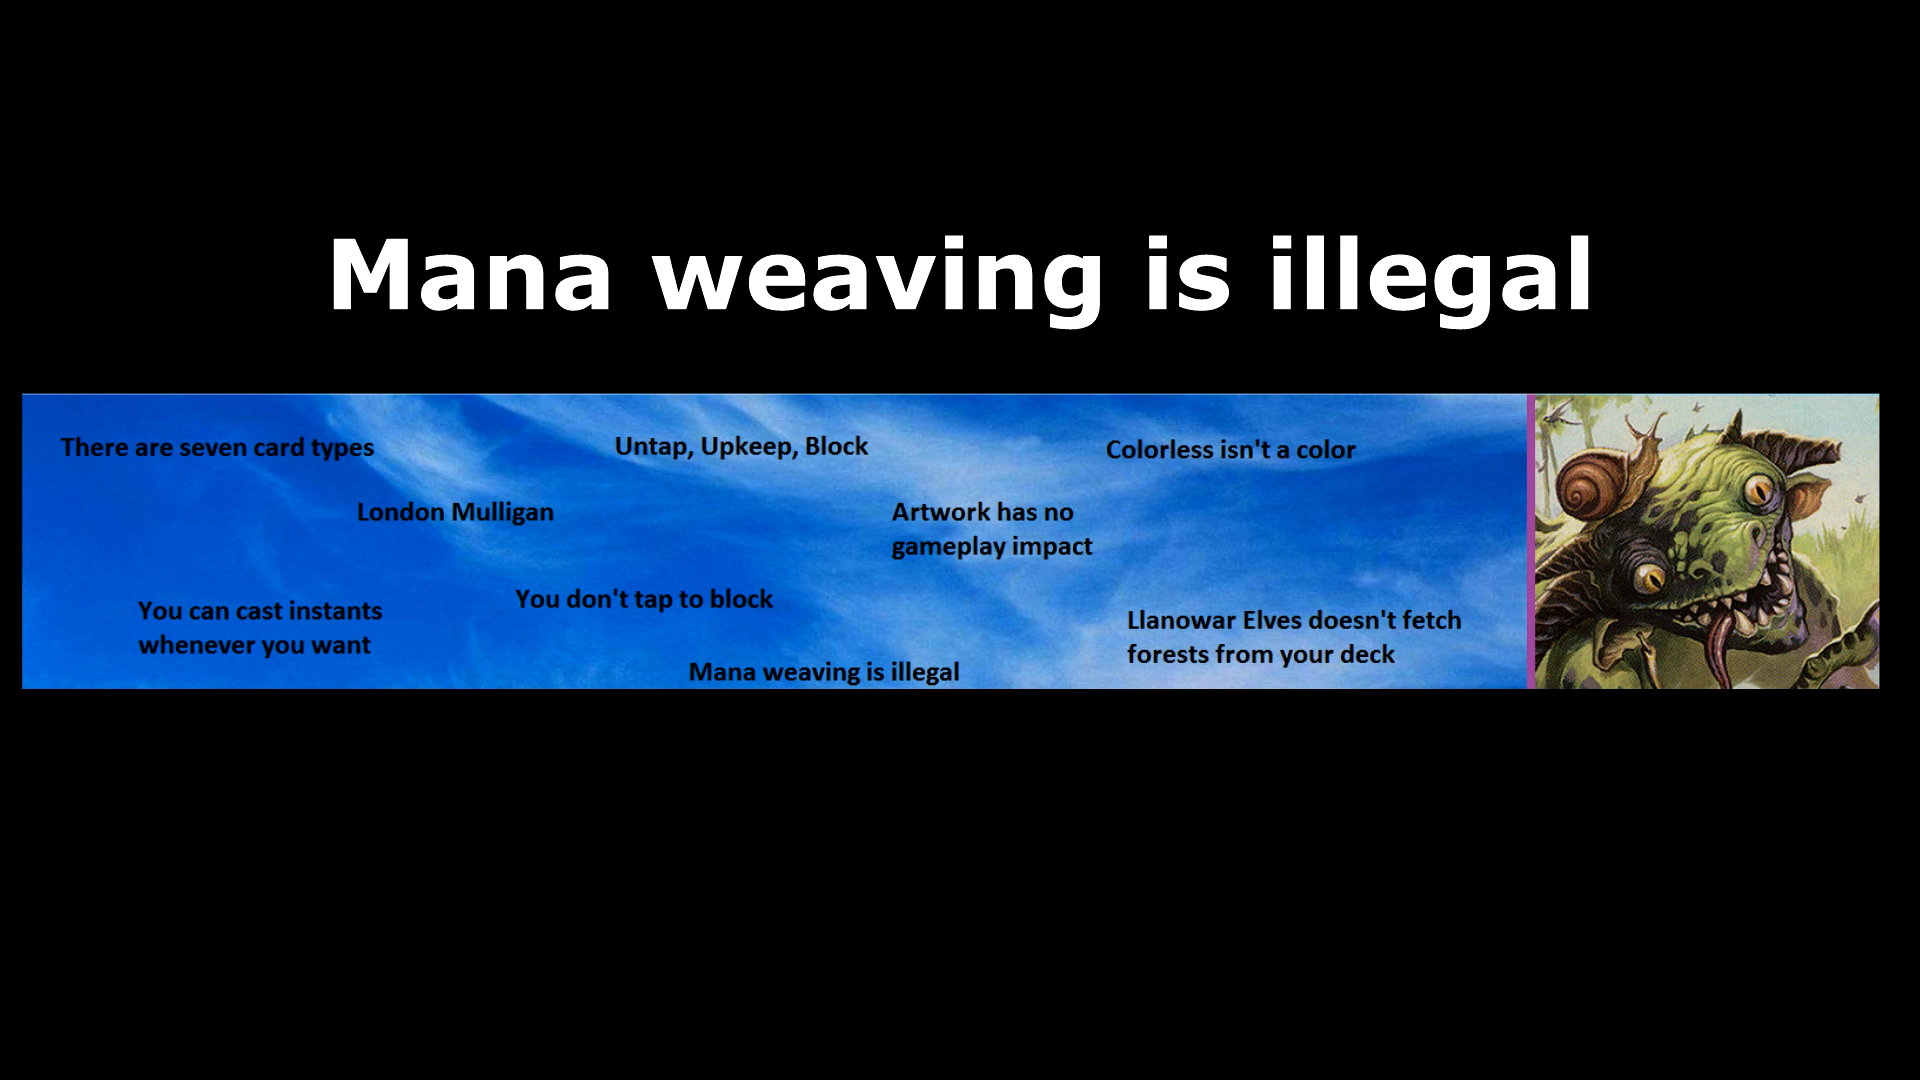 Mana weaving is illegal
There are seven card types
Untap, Upkeep, Block
Colorless isn't a color
London Mulligan
Artwork has no
gameplay impact
You can cast instants
whenever you want
You don't tap to block
Llanowar Elves doesn't fetch
forests from your deck
Mana weaving is illegal